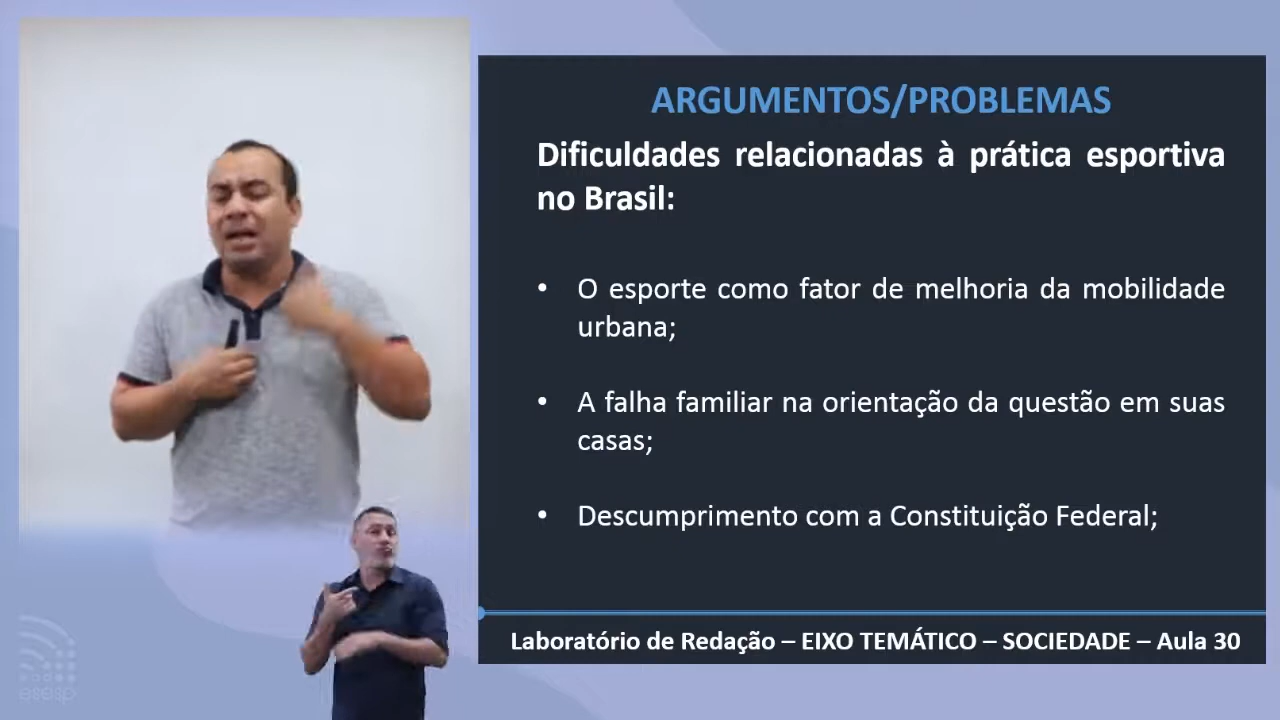 ARGUMENTOS/PROBLEMAS
Dificuldades relacionadas à prática esportiva
no Brasil:
• O esporte como fator de melhoria da mobilidade
urbana;
• A falha familiar na orientação da questão em suas
casas;
• Descumprimento com a Constituição Federal;
Laboratório de Redação – EIXO TEMÁTICO – SOCIEDADE – Aula 30
esesp